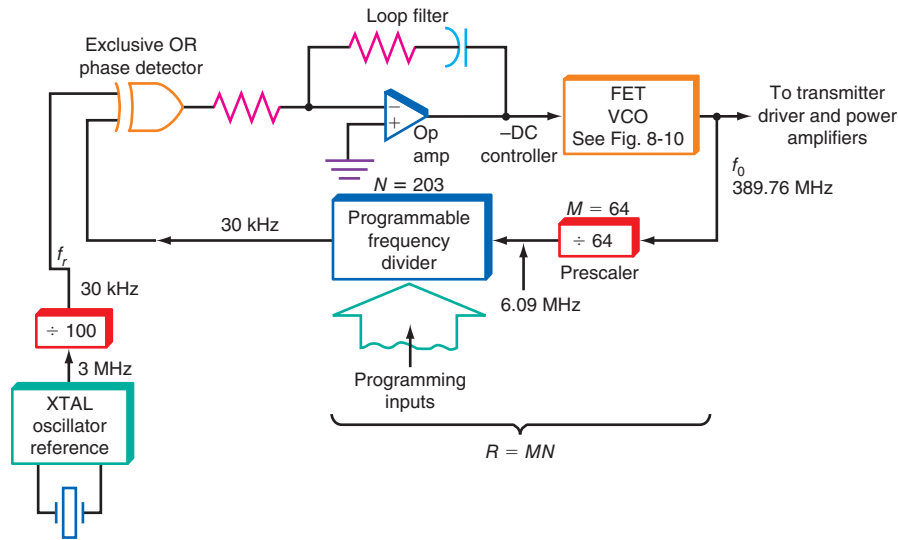 Loop filter
Exclusive OR
phase detector
−
+
Op
amp
–DC
controller
FET
VCO
See Fig. 8-10
To transmitter
driver and power
amplifiers
f0
389.76 MHz
N = 203
Programmable
frequency
divider
30 kHz
M = 64
÷ 64
Prescaler
6.09 MHz
fr
30 kHz
÷ 100
3 MHz
XTAL
oscillator
reference
Programming
inputs
R = MN